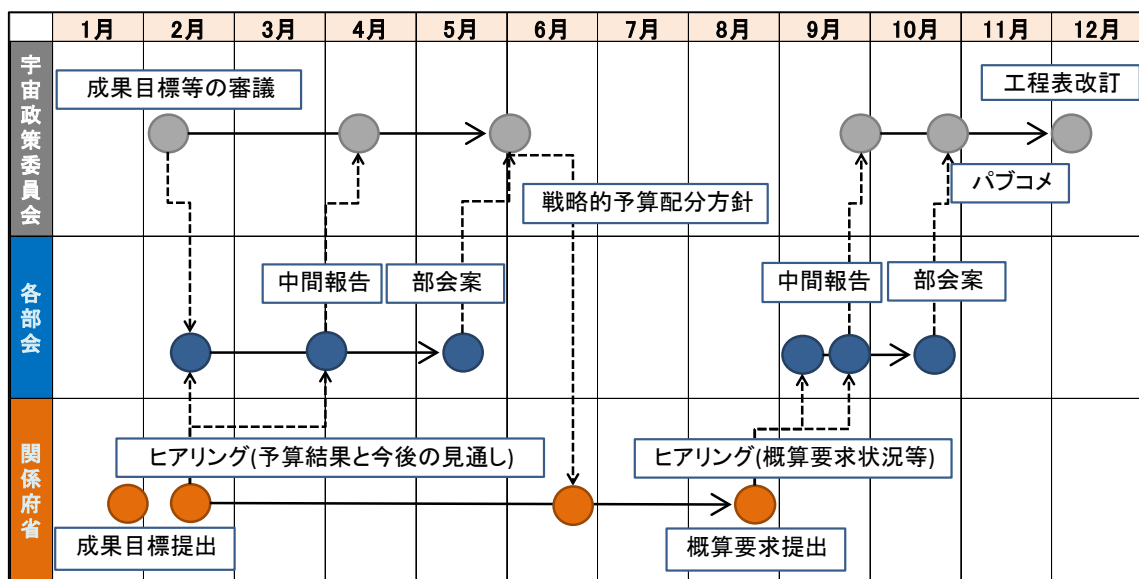 1月 2月 3月 4月 5月 6月 7月 8月 9月 10月 11月 12月
宇宙政策委員会
成果目標等の審議
工程表改訂
パブコメ
戦略的予算配分方針
各部会
中間報告
部会案
中間報告
部会案
関係府省
ヒアリング(予算結果と今後の見通し)
ヒアリング(概算要求状況等)
成果目標提出
概算要求提出